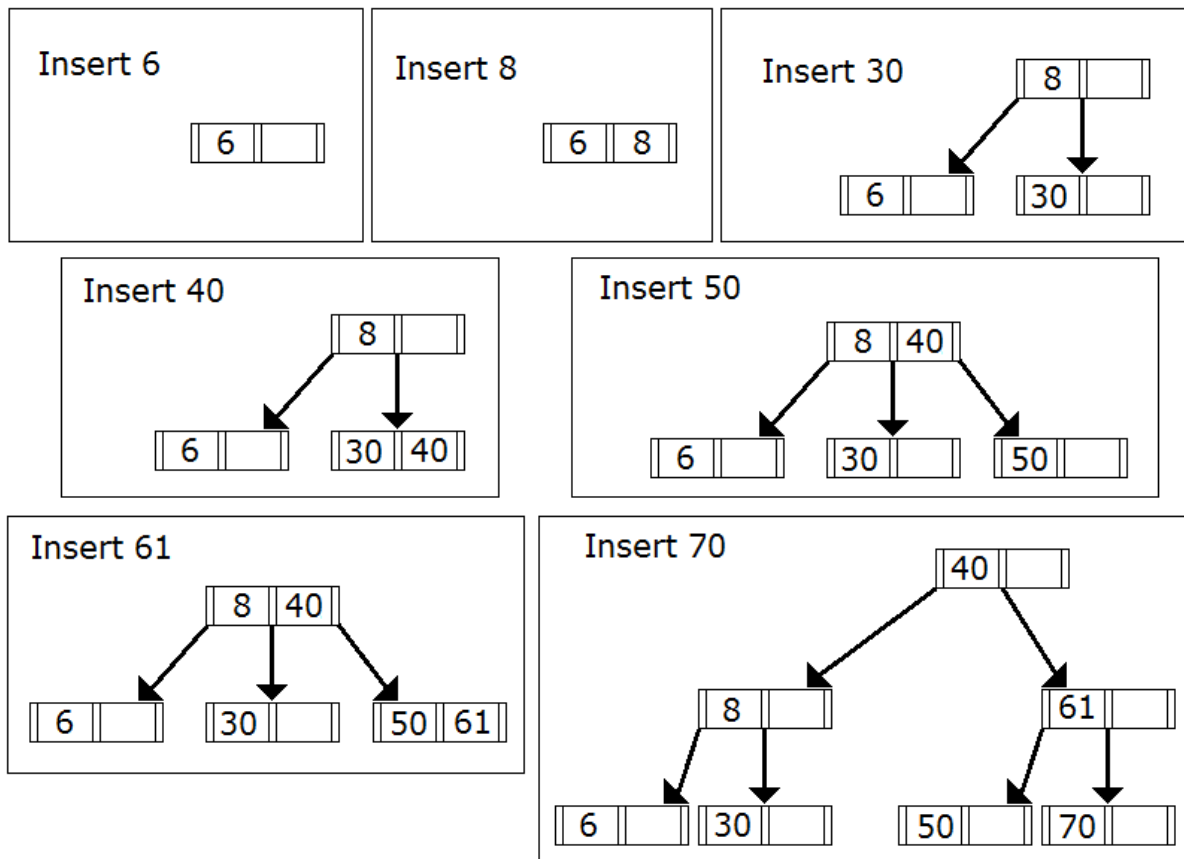 Insert 6
6
Insert 8
6 8
Insert 30
8
6 30
Insert 40
8
6 30 40
Insert 50
8 40
6 30 50
Insert 61
8 40
6 30 50 61
Insert 70
40
8 61
6 30 50 70